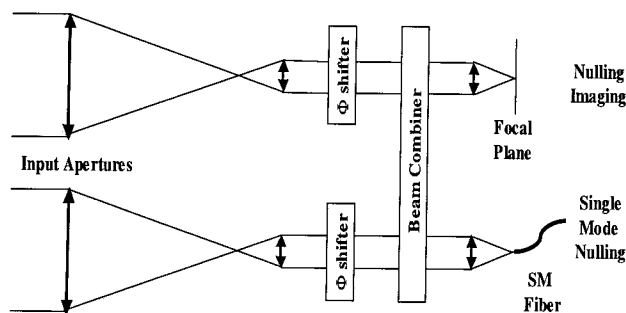 Φ shifter
Beam Combiner
Nulling
Imaging
Focal
Plane
Input Apertures
Φ shifter
Single
Mode
Nulling
SM
Fiber